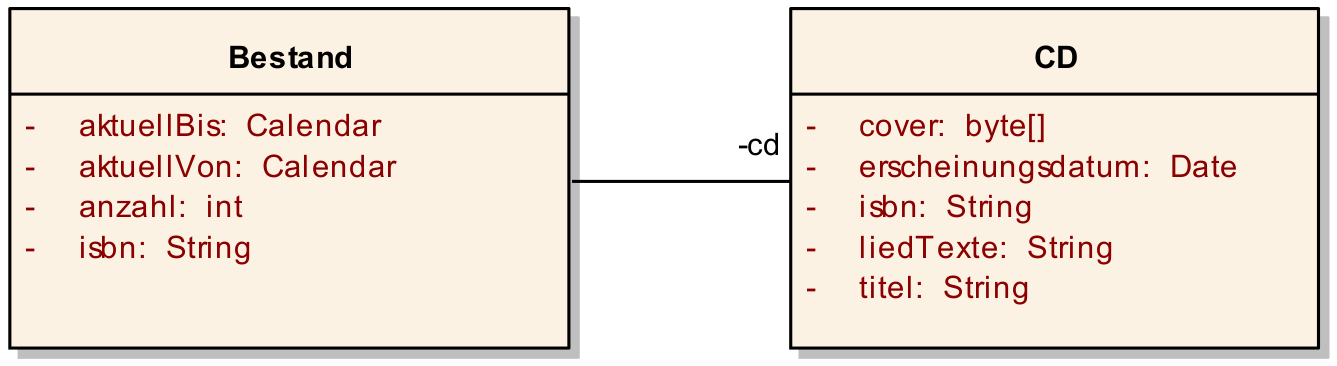 Bestand
- aktuellBis: Calendar
- aktuellVon: Calendar
- anzahl: int
- isbn: String
-cd
CD
- cover: byte[]
- erscheinungsdatum: Date
- isbn: String
- liedTexte: String
- titel: String